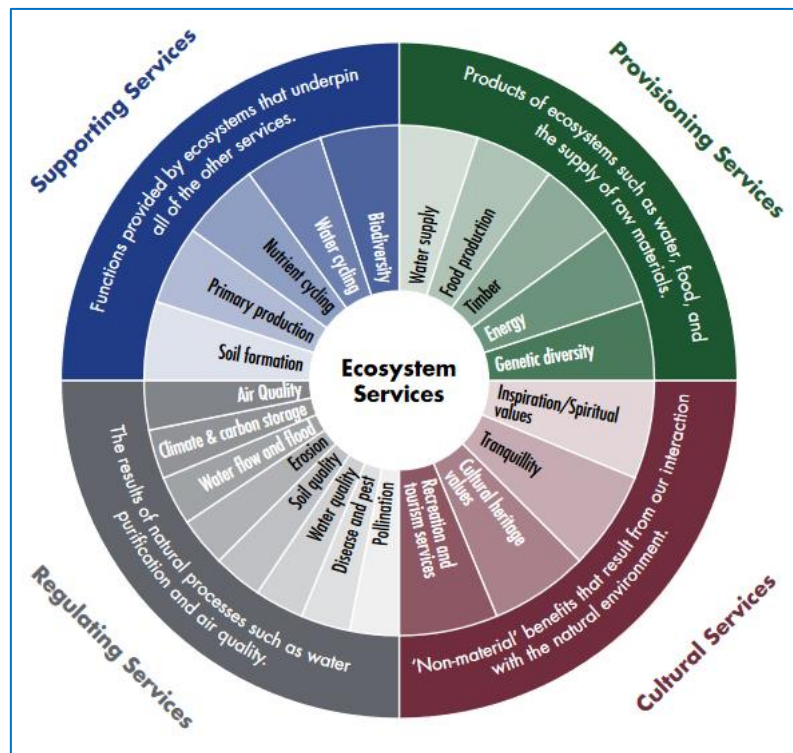 Supporting Services
Functions provided by ecosystems that underpin
all of the other services.
Soil formation
Primary production
Nutrient cycling
Water cycling
Biodiversity
Provisioning Services
Products of ecosystems such as water, food, and
the supply of raw materials.
Water supply
Food production
Timber
Energy
Genetic diversity
Ecosystem
Services
Cultural Services
'Non-material' benefits that result from our interaction
with the natural environment.
Inspiration/Spiritual
values
Tranquillity
Cultural heritage
values
Recreation and
tourism services
Regulating Services
The results of natural processes such as water
purification and air quality.
Air Quality
Climate & carbon storage
Water flow and flood
Erosion
Soil quality
Water quality
Disease and pest
Pollination